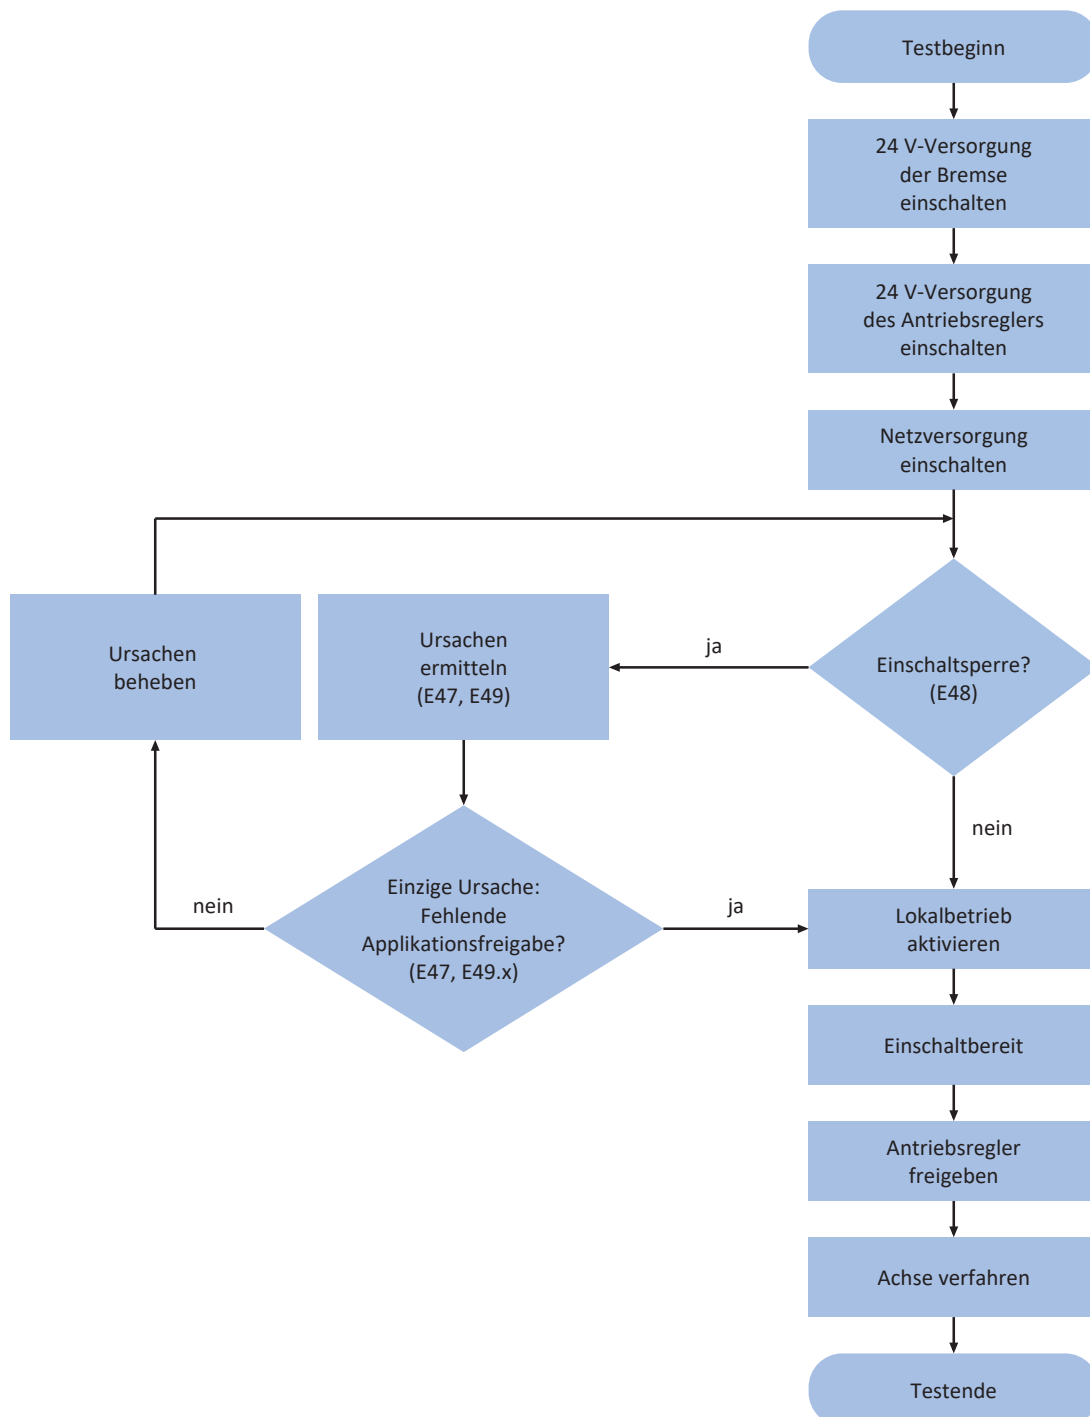 Testbeginn
24 V-Versorgung
der Bremse
einschalten
24 V-Versorgung
des Antriebsreglers
einschalten
Netzversorgung
einschalten
Einschaltsperre?
(E48)
ja
Ursachen
ermitteln
(E47, E49)
Ursachen
beheben
nein
Einzige Ursache:
Fehlende
Applikationsfreigabe?
(E47, E49.x)
nein
ja
Lokalbetrieb
aktivieren
Einschaltbereit
Antriebsregler
freigeben
Achse verfahren
Testende